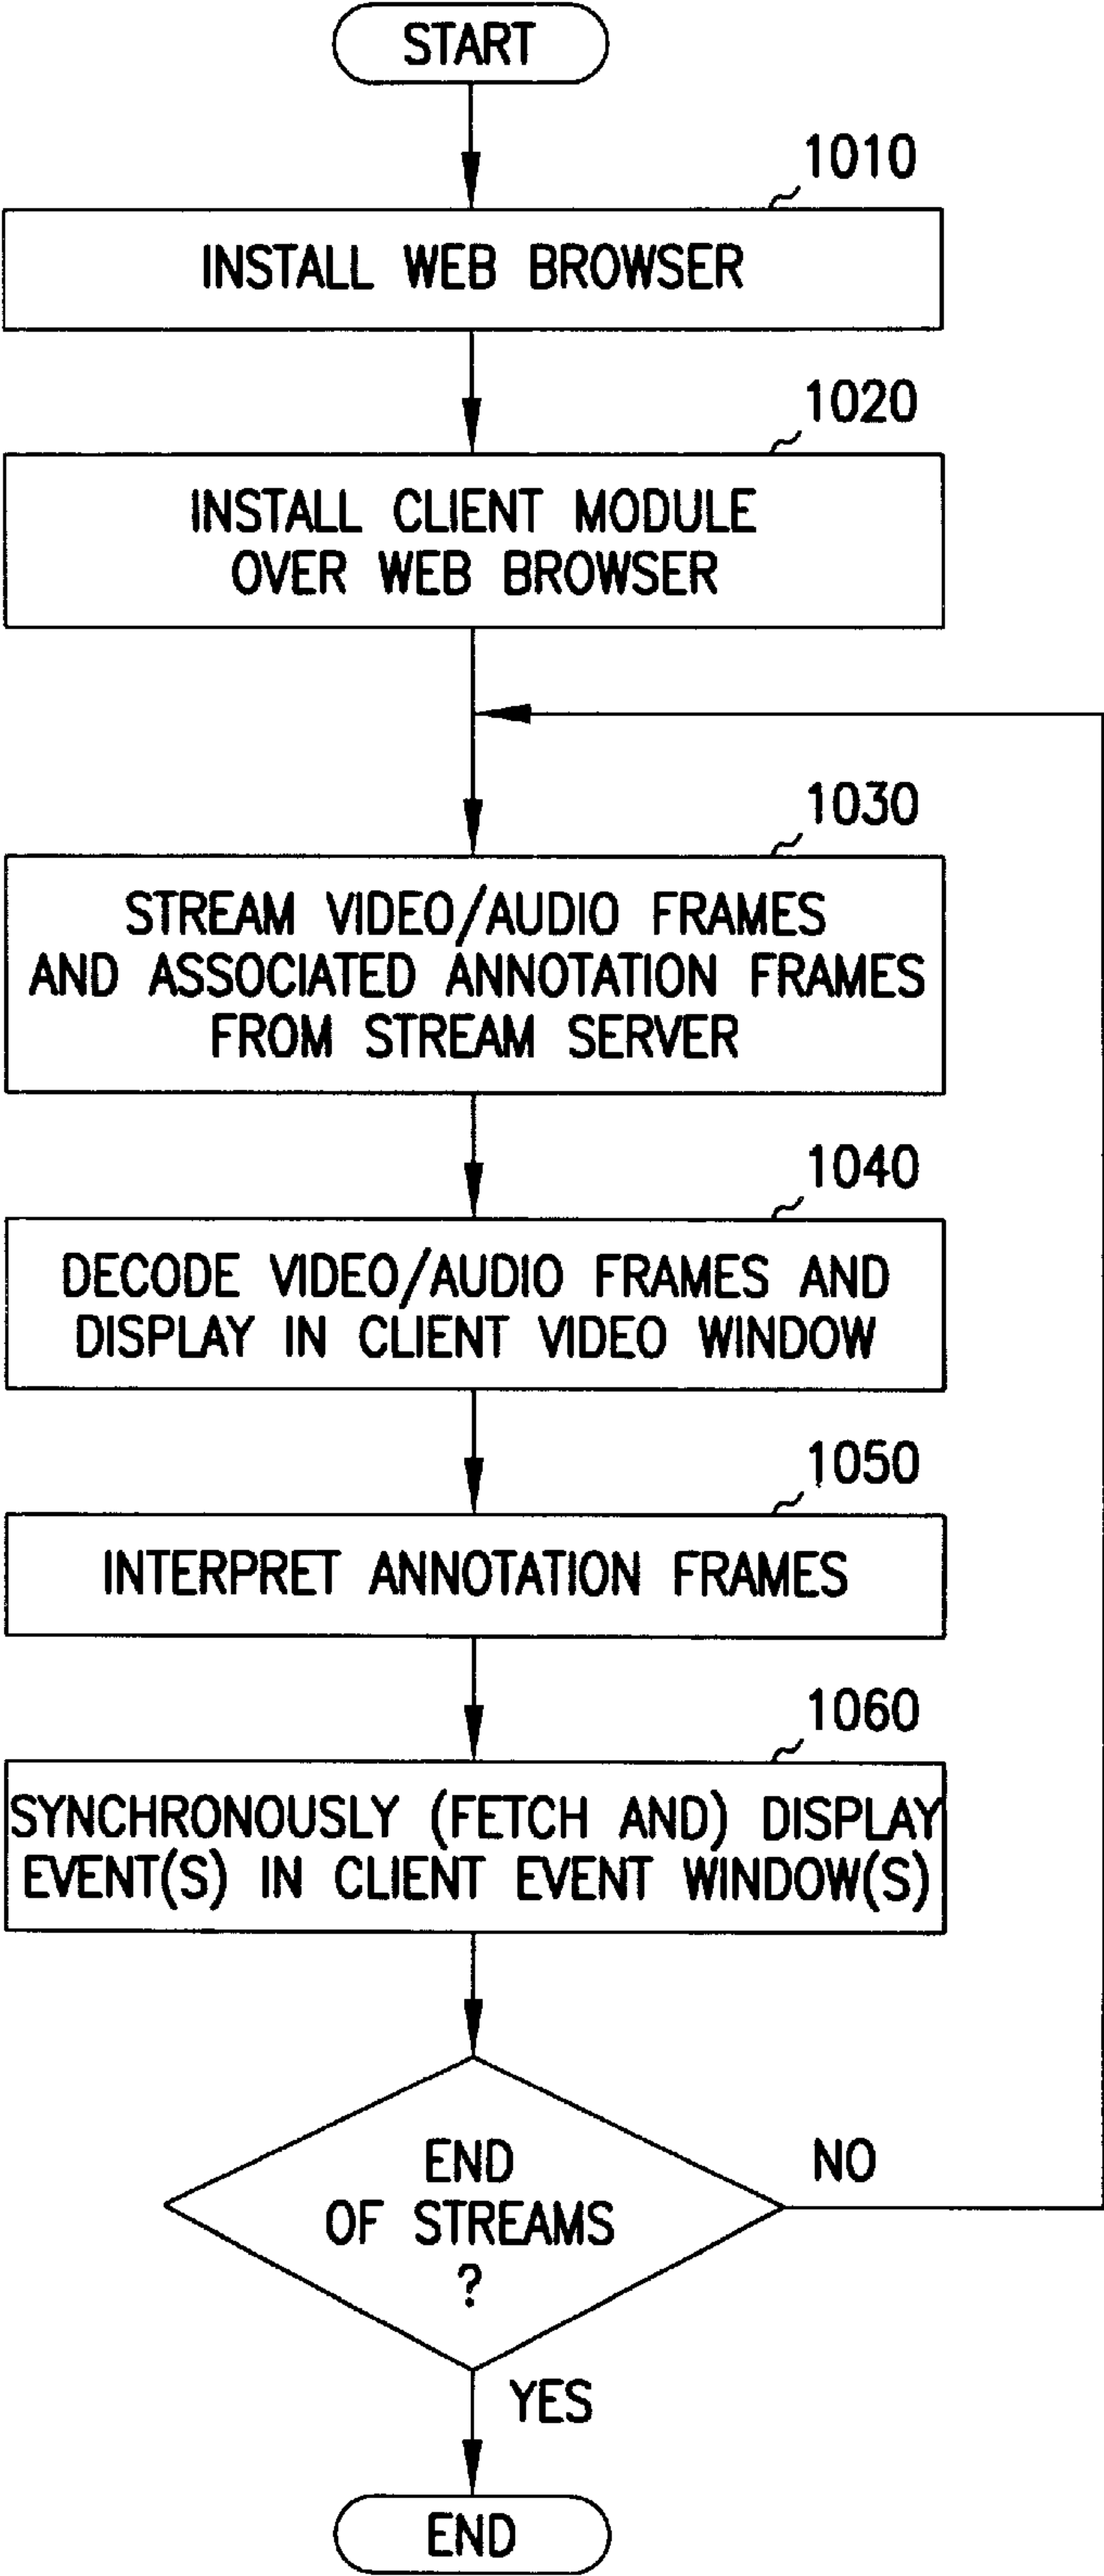 START
1010
INSTALL WEB BROWSER
1020
INSTALL CLIENT MODULE
OVER WEB BROWSER
1030
STREAM VIDEO/AUDIO FRAMES
AND ASSOCIATED ANNOTATION FRAMES
FROM STREAM SERVER
1040
DECODE VIDEO/AUDIO FRAMES AND
DISPLAY IN CLIENT VIDEO WINDOW
1050
INTERPRET ANNOTATION FRAMES
1060
SYNCHRONOUSLY (FETCH AND) DISPLAY
EVENT(S) IN CLIENT EVENT WINDOW(S)
END
OF STREAMS
?
NO
YES
END